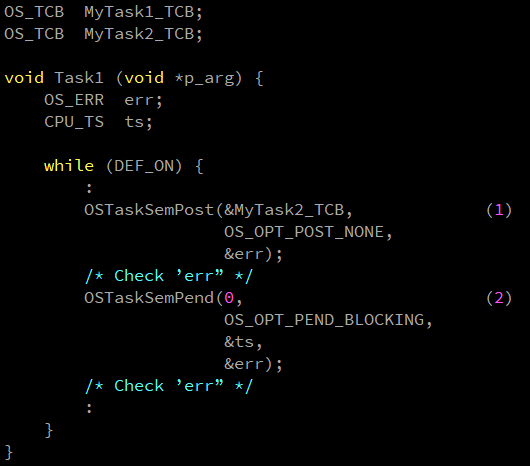 OS_TCB  MyTask1_TCB;
OS_TCB  MyTask2_TCB;

void Task1 (void *p_arg) {
    OS_ERR  err;
    CPU_TS  ts;

    while (DEF_ON) {
        :
        OSTaskSemPost(&MyTask2_TCB,             (1)
                      OS_OPT_POST_NONE,
                      &err);
        /* Check ’err” */
        OSTaskSemPend(0,                        (2)
                      OS_OPT_PEND_BLOCKING,
                      &ts,
                      &err);
        /* Check ’err” */
        :
    }
}